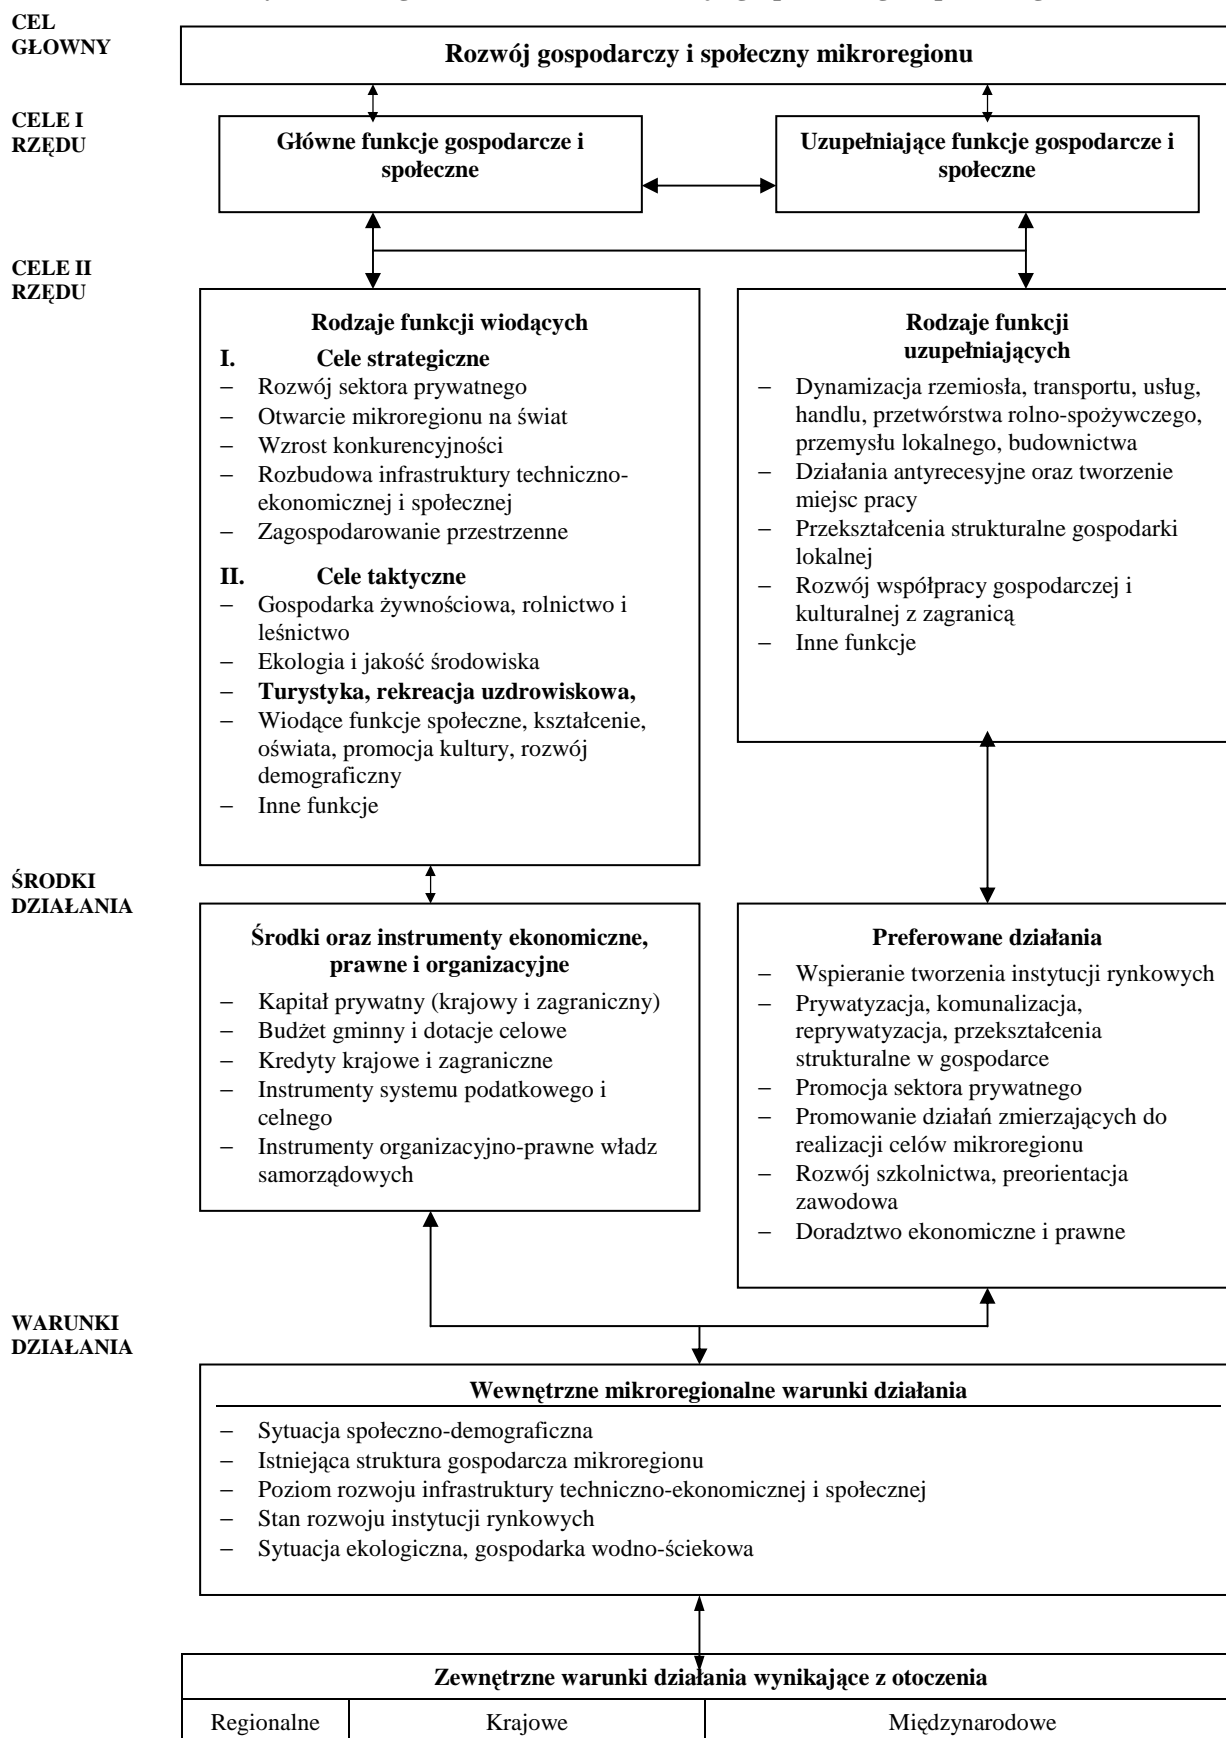 CEL
GŁOWNY
Rozwój gospodarczy i społeczny mikroregionu
CELE I
RZĘDU
Główne funkcje gospodarcze i
społeczne
Uzupełniające funkcje gospodarcze i
społeczne
CELE II
RZĘDU
Rodzaje funkcji wiodących
I. Cele strategiczne
– Rozwój sektora prywatnego
– Otwarcie mikroregionu na świat
– Wzrost konkurencyjności
– Rozbudowa infrastruktury techniczno-
ekonomicznej i społecznej
– Zagospodarowanie przestrzenne
II. Cele taktyczne
– Gospodarka żywnościowa, rolnictwo i
leśnictwo
– Ekologia i jakość środowiska
– Turystyka, rekreacja uzdrowiskowa,
– Wiodące funkcje społeczne, kształcenie,
oświata, promocja kultury, rozwój
demograficzny
– Inne funkcje
Rodzaje funkcji
uzupełniających
– Dynamizacja rzemiosła, transportu, usług,
handlu, przetwórstwa rolno-spożywczego,
przemysłu lokalnego, budownictwa
– Działania antyrecesyjne oraz tworzenie
miejsc pracy
– Przekształcenia strukturalne gospodarki
lokalnej
– Rozwój współpracy gospodarczej i
kulturalnej z zagranicą
– Inne funkcje
ŚRODKI
DZIAŁANIA
Środki oraz instrumenty ekonomiczne,
prawne i organizacyjne
– Kapitał prywatny (krajowy i zagraniczny)
– Budżet gminny i dotacje celowe
– Kredyty krajowe i zagraniczne
– Instrumenty systemu podatkowego i
celnego
– Instrumenty organizacyjno-prawne władz
samorządowych
Preferowane działania
– Wspieranie tworzenia instytucji rynkowych
– Prywatyzacja, komunalizacja,
reprywatyzacja, przekształcenia
strukturalne w gospodarce
– Promocja sektora prywatnego
– Promowanie działań zmierzających do
realizacji celów mikroregionu
– Rozwój szkolnictwa, preorientacja
zawodowa
– Doradztwo ekonomiczne i prawne
WARUNKI
DZIAŁANIA
Wewnętrzne mikroregionalne warunki działania
– Sytuacja społeczno-demograficzna
– Istniejąca struktura gospodarcza mikroregionu
– Poziom rozwoju infrastruktury techniczno-ekonomicznej i społecznej
– Stan rozwoju instytucji rynkowych
– Sytuacja ekologiczna, gospodarka wodno-ściekowa
Zewnętrzne warunki działania wynikające z otoczenia
Regionalne
Krajowe
Międzynarodowe